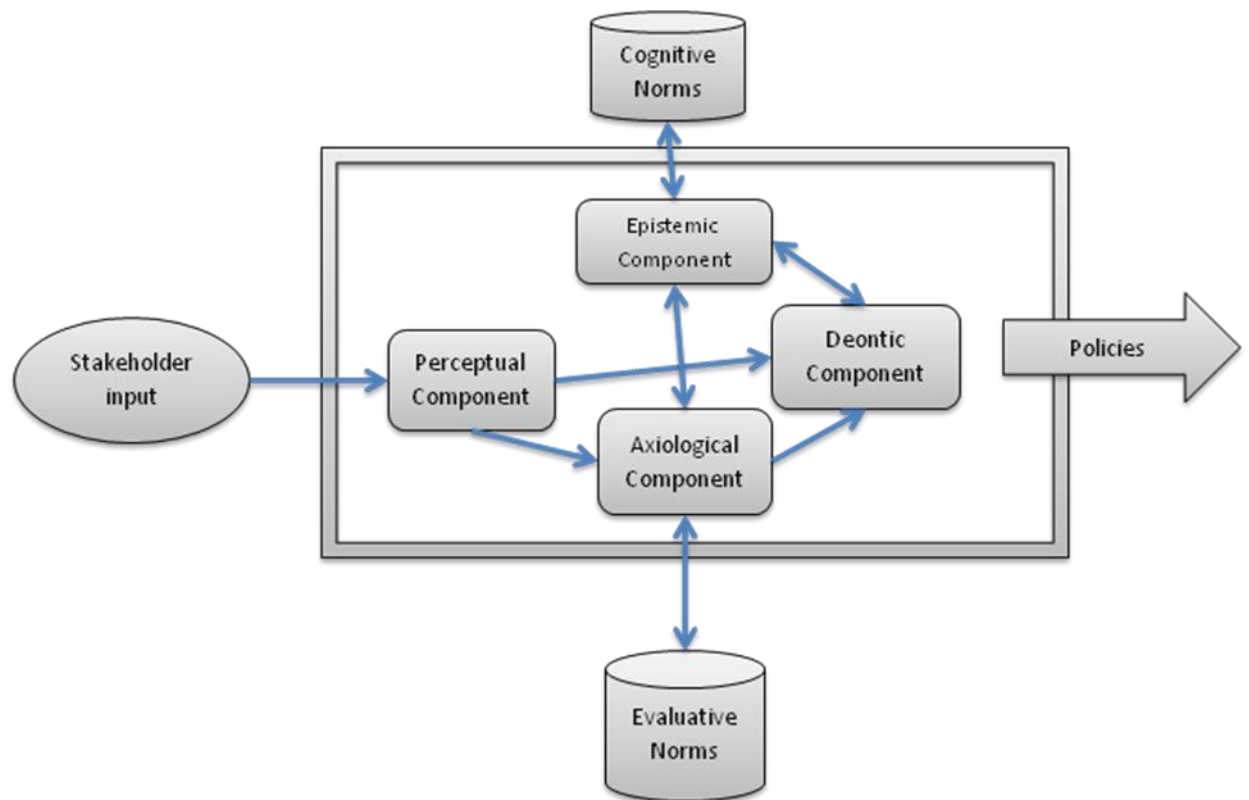 Cognitive
Norms
Epistemic
Component
Deontic
Component
Policies
Stakeholder
input
Perceptual
Component
Axiological
Component
Evaluative
Norms